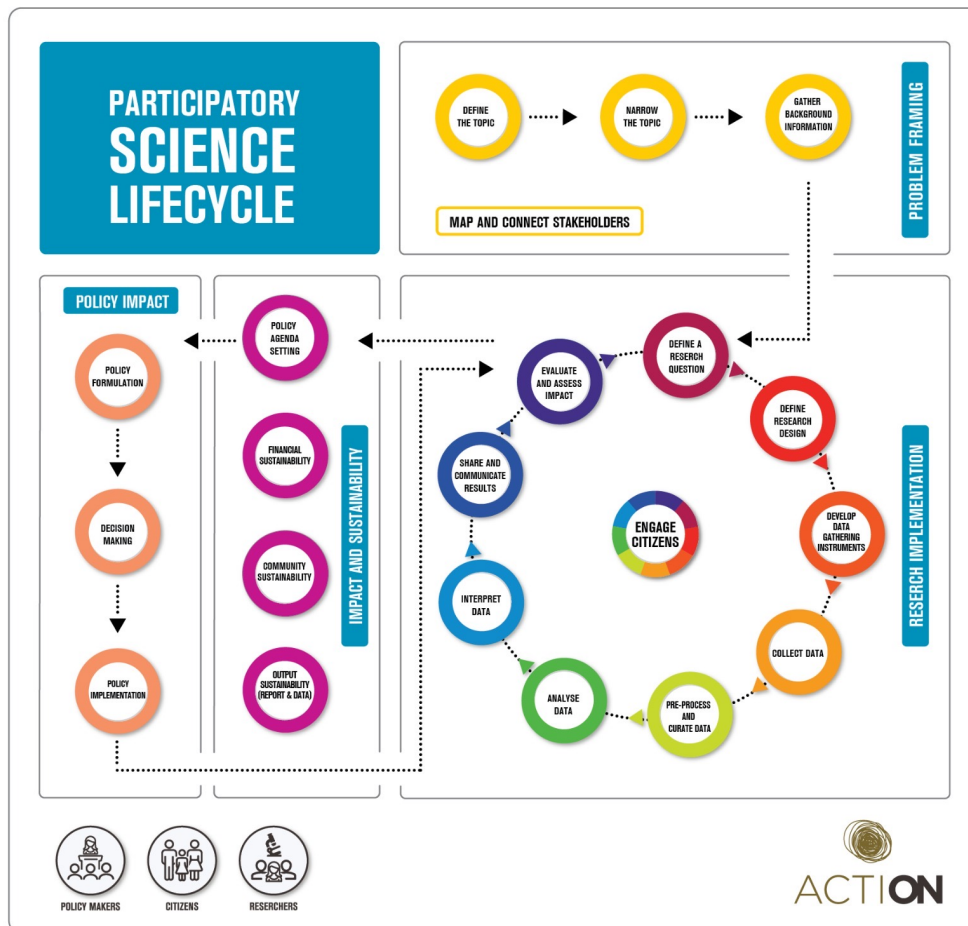 PARTICIPATORY
SCIENCE
LIFECYCLE
DEFINE
THE TOPIC
NARROW
THE TOPIC
GATHER
BACKGROUND
INFORMATION
MAP AND CONNECT STAKEHOLDERS
PROBLEM FRAMING
POLICY IMPACT
POLICY
FORMULATION
DECISION
MAKING
POLICY
IMPLEMENTATION
POLICY
AGENDA
SETTING
FINANCIAL
SUSTAINABILITY
COMMUNITY
SUSTAINABILITY
OUTPUT
SUSTAINABILITY
(REPORT & DATA)
IMPACT AND SUSTAINABILITY
DEFINE A
RESERCH
QUESTION
DEFINE
RESEARCH
DESIGN
DEVELOP
DATA
GATHERING
INSTRUMENTS
COLLECT DATA
PRE-PROCESS
AND
CURATE DATA
ANALYSE
DATA
INTERPRET
DATA
SHARE AND
COMMUNICATE
RESULTS
EVALUATE
AND ASSESS
IMPACT
ENGAGE
CITIZENS
RESERCH IMPLEMENTATION
POLICY MAKERS
CITIZENS
RESERCHERS
ACTION